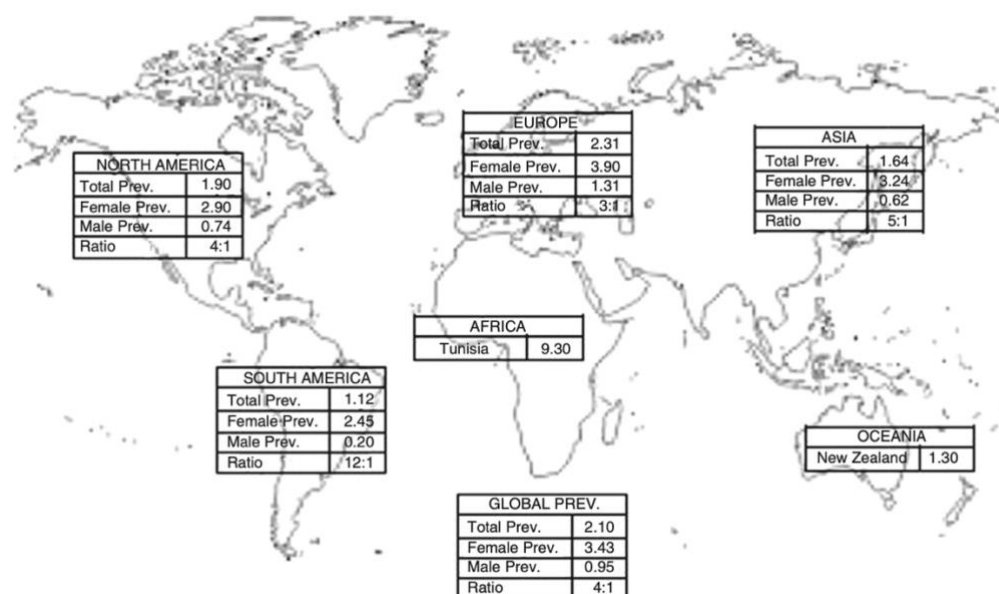 NORTH AMERICA
Total Prev. 1.90
Female Prev. 2.90
Male Prev. 0.74
Ratio 4:1
EUROPE
Total Prev. 2.31
Female Prev. 3.90
Male Prev. 1.31
Ratio 3:1
ASIA
Total Prev. 1.64
Female Prev. 3.24
Male Prev. 0.62
Ratio 5:1
AFRICA
Tunisia 9.30
SOUTH AMERICA
Total Prev. 1.12
Female Prev. 2.45
Male Prev. 0.20
Ratio 12:1
OCEANIA
New Zealand 1.30
GLOBAL PREV.
Total Prev. 2.10
Female Prev. 3.43
Male Prev. 0.95
Ratio 4:1